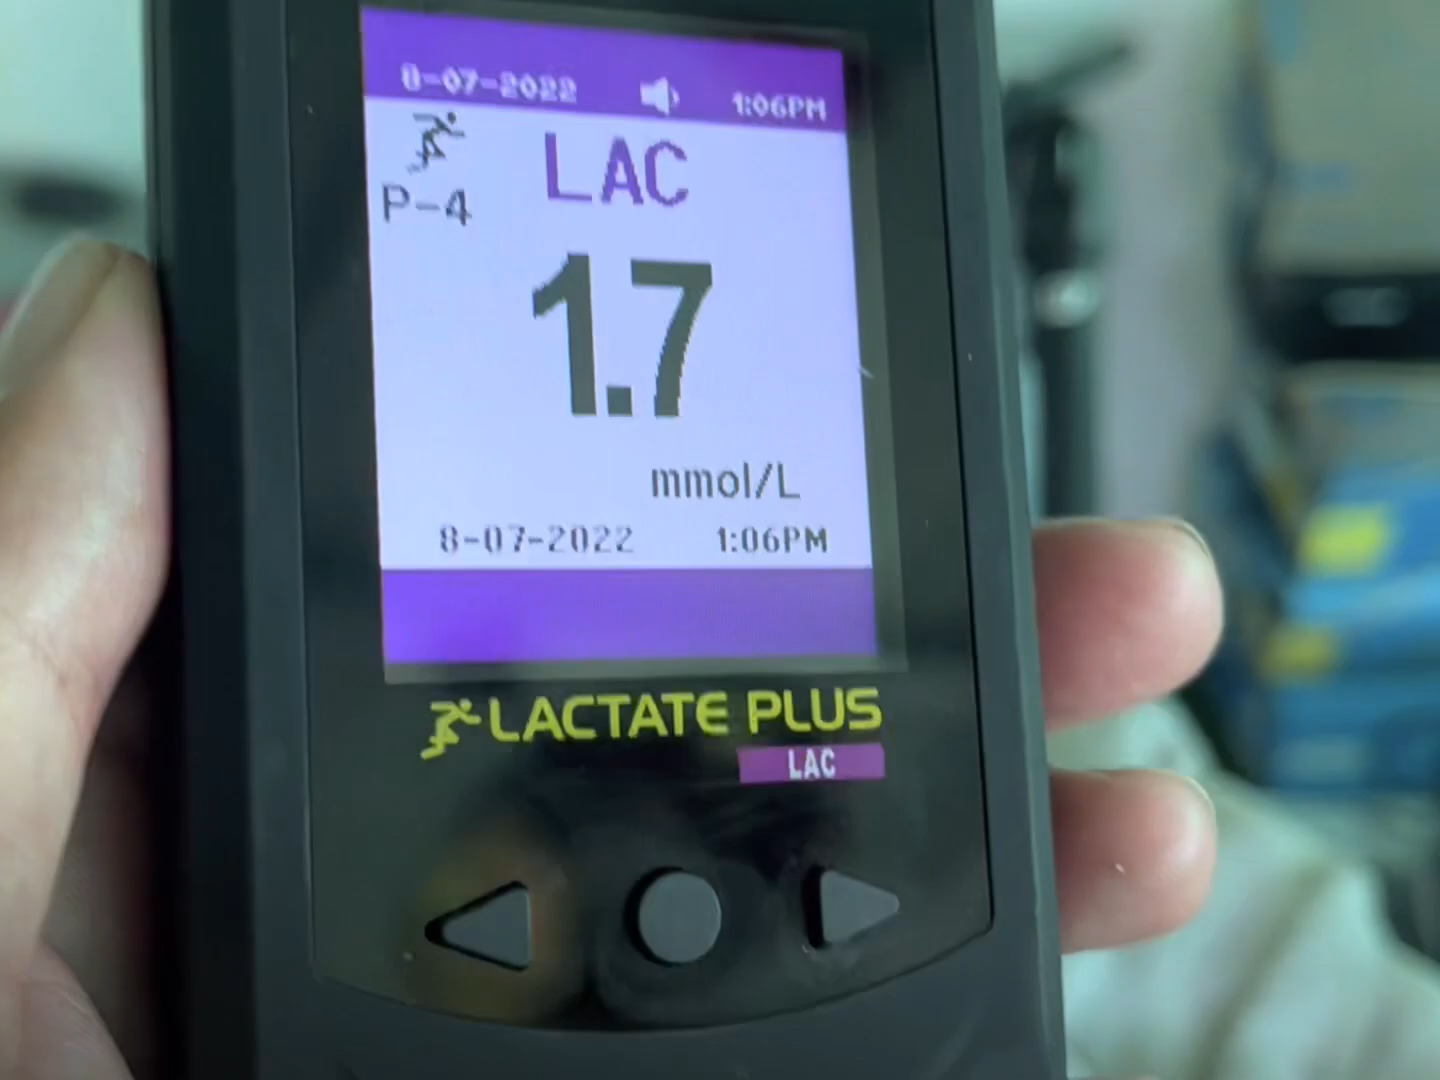 8-07-2022 1:06PM
LAC
P-4
1.7
mmol/L
8-07-2022 1:06PM
LACTATE PLUS
LAC